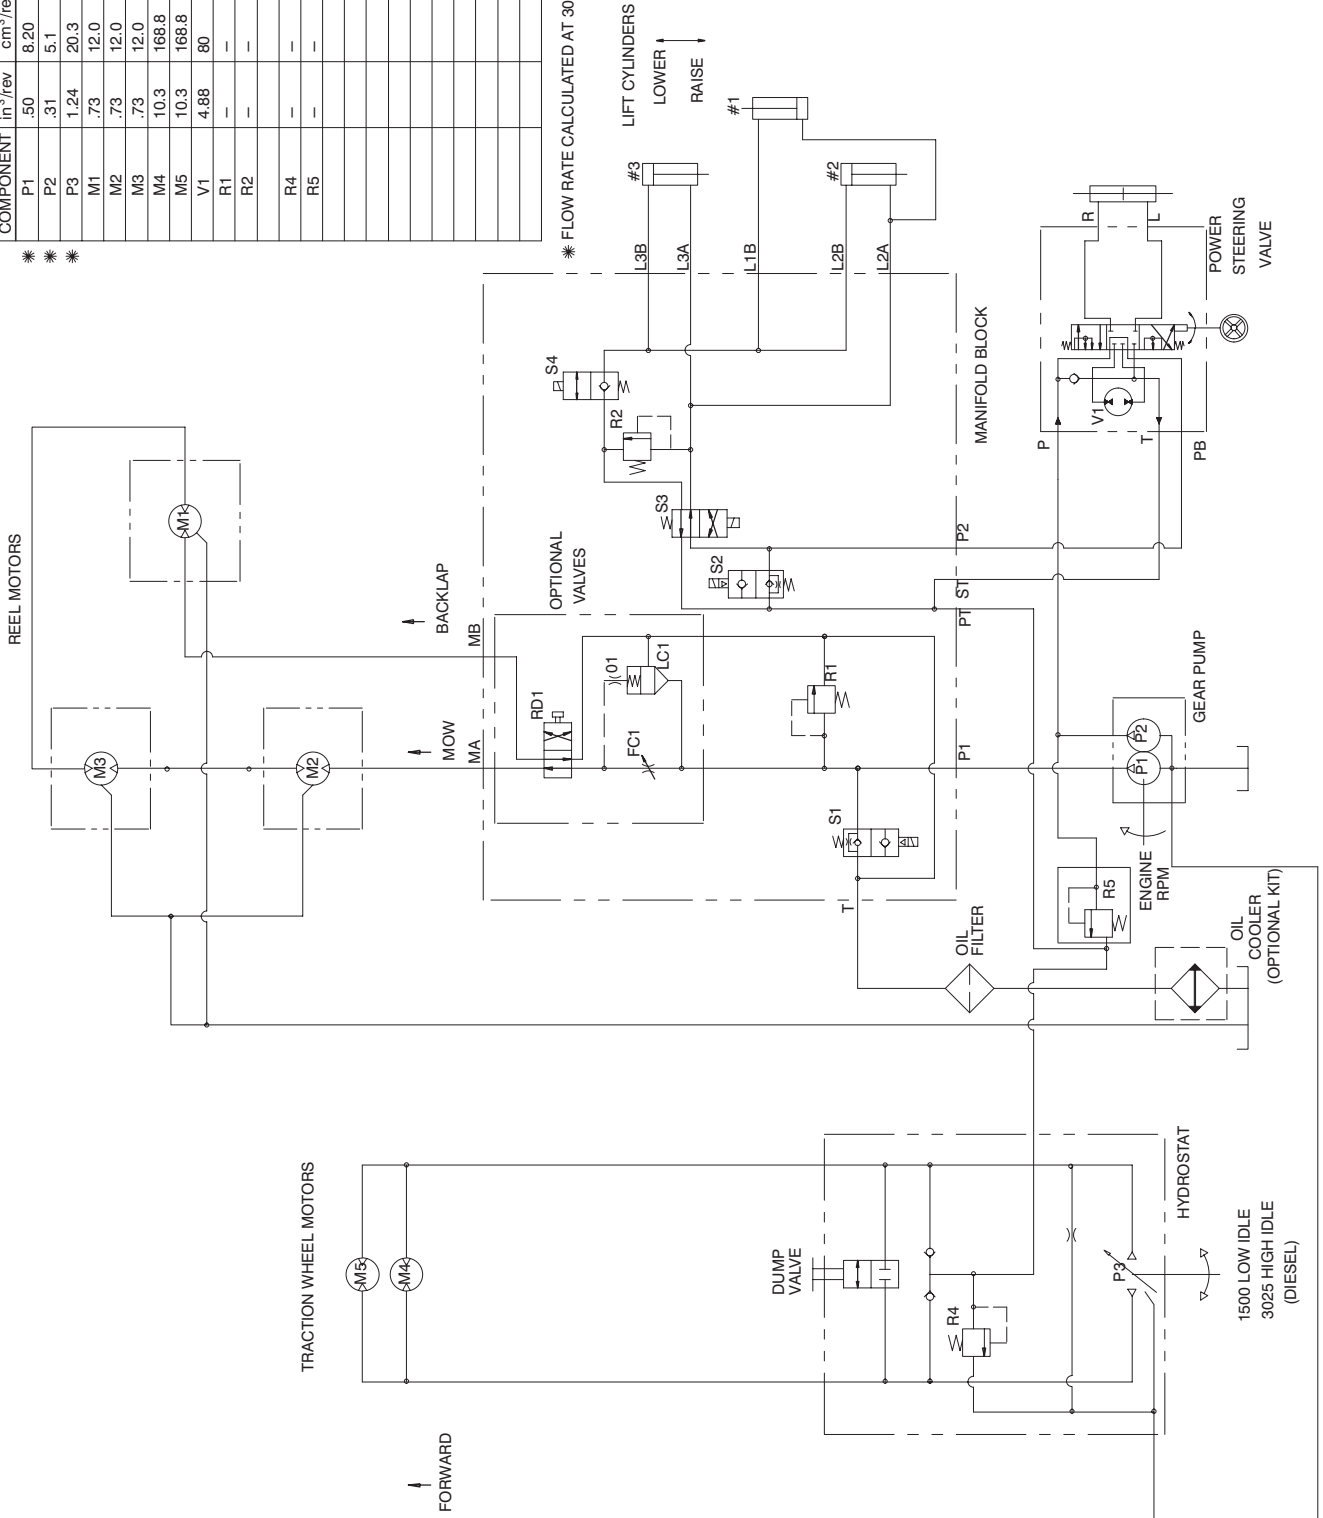 COMPONENT in³/rev cm³/re
✳ P1 .50 8.20
✳ P2 .31 5.1
✳ P3 1.24 20.3
M1 .73 12.0
M2 .73 12.0
M3 .73 12.0
M4 10.3 168.8
M5 10.3 168.8
V1 4.88 80
R1 – –
R2 – –
R4 – –
R5 – –
✳ FLOW RATE CALCULATED AT 30
LIFT CYLINDERS
LOWER
RAISE
#1
#3
#2
L3B
L3A
L1B
L2B
L2A
R
L
POWER
STEERING
VALVE
MANIFOLD BLOCK
S4
R2
S3
S2
P
V1
T
PB
P2
ST
PT
REEL MOTORS
M1
M3
M2
BACKLAP
MB
MOW
MA
OPTIONAL
VALVES
RD1
01
LC1
FC1
R1
P1
S1
T
GEAR PUMP
P2
P1
ENGINE
RPM
R5
OIL
FILTER
OIL
COOLER
(OPTIONAL KIT)
TRACTION WHEEL MOTORS
M5
M4
DUMP
VALVE
R4
P3
HYDROSTAT
1500 LOW IDLE
3025 HIGH IDLE
(DIESEL)
FORWARD